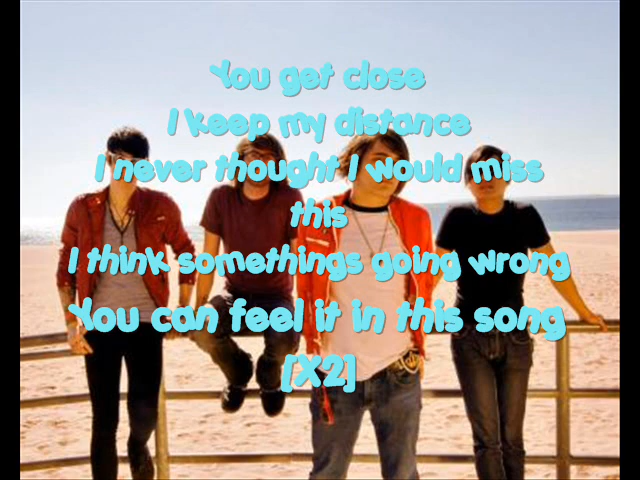 You get close
I keep my distance
I never thought I would miss
this
I think somethings going wrong
You can feel it in this song
[X2]